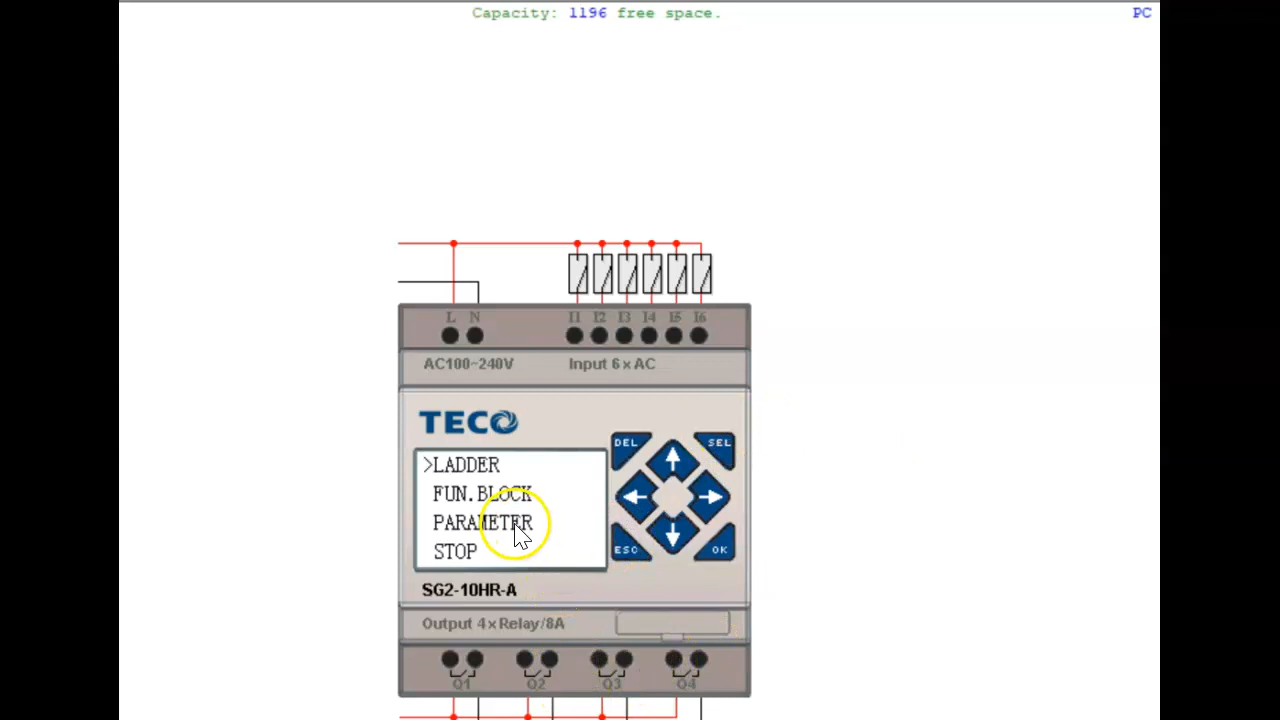 Capacity: 1196 free space.
PC
L N I1 I2 I3 I4 I5 I6
AC100~240V Input 6 x AC
TECO
DEL SEL
>LADDER
FUN.BLOCK
PARAMETER
STOP
ESC OK
SG2-10HR-A
Output 4 x Relay/8A
Q1 Q2 Q3 Q4